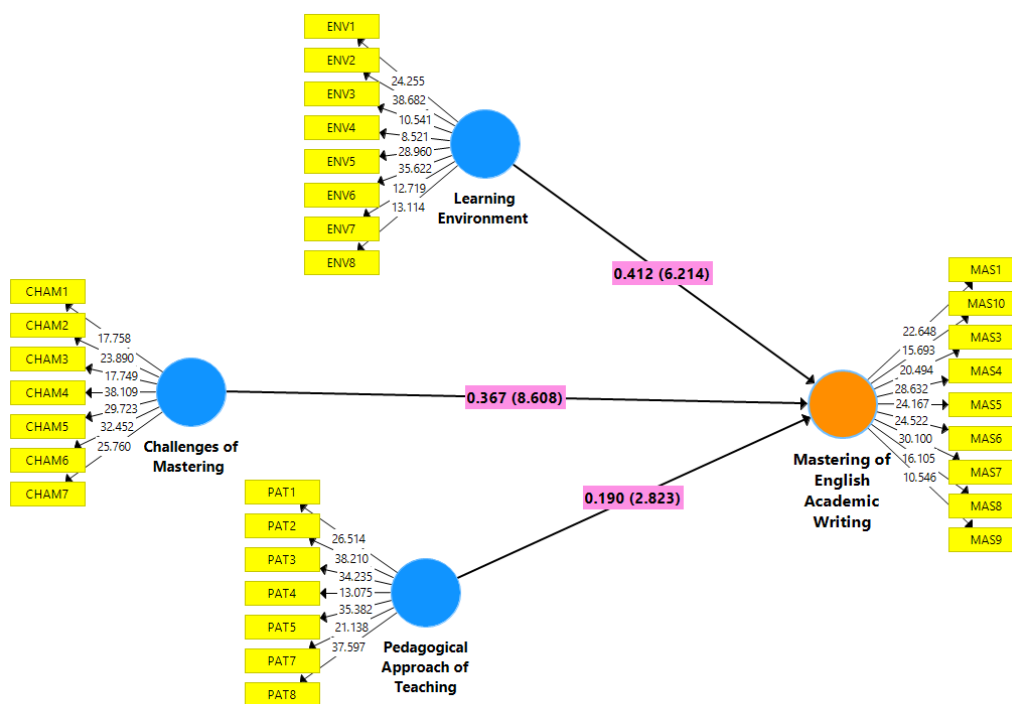 ENV1
ENV2
ENV3
ENV4
ENV5
ENV6
ENV7
ENV8
24.255
38.682
10.541
8.521
28.960
35.622
12.719
13.114
Learning
Environment
0.412 (6.214)
CHAM1
CHAM2
CHAM3
CHAM4
CHAM5
CHAM6
CHAM7
17.758
23.890
17.749
38.109
29.723
32.452
25.760
Challenges of
Mastering
0.367 (8.608)
MAS1
MAS10
MAS3
MAS4
MAS5
MAS6
MAS7
MAS8
MAS9
22.648
15.693
20.494
28.632
24.167
24.522
30.100
16.105
10.546
Mastering of
English
Academic
Writing
PAT1
PAT2
PAT3
PAT4
PAT5
PAT7
PAT8
26.514
38.210
34.235
13.075
35.382
21.138
37.597
Pedagogical
Approach of
Teaching
0.190 (2.823)